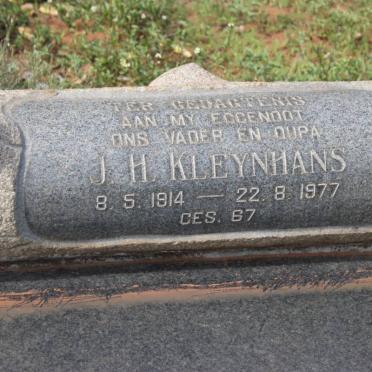 TER GEDAGTENIS
AAN MY EGGENOOT
ONS VADER EN OUPA
J. H. KLEYNHANS
8. 5. 1914 — 22. 8. 1977
GES. 67